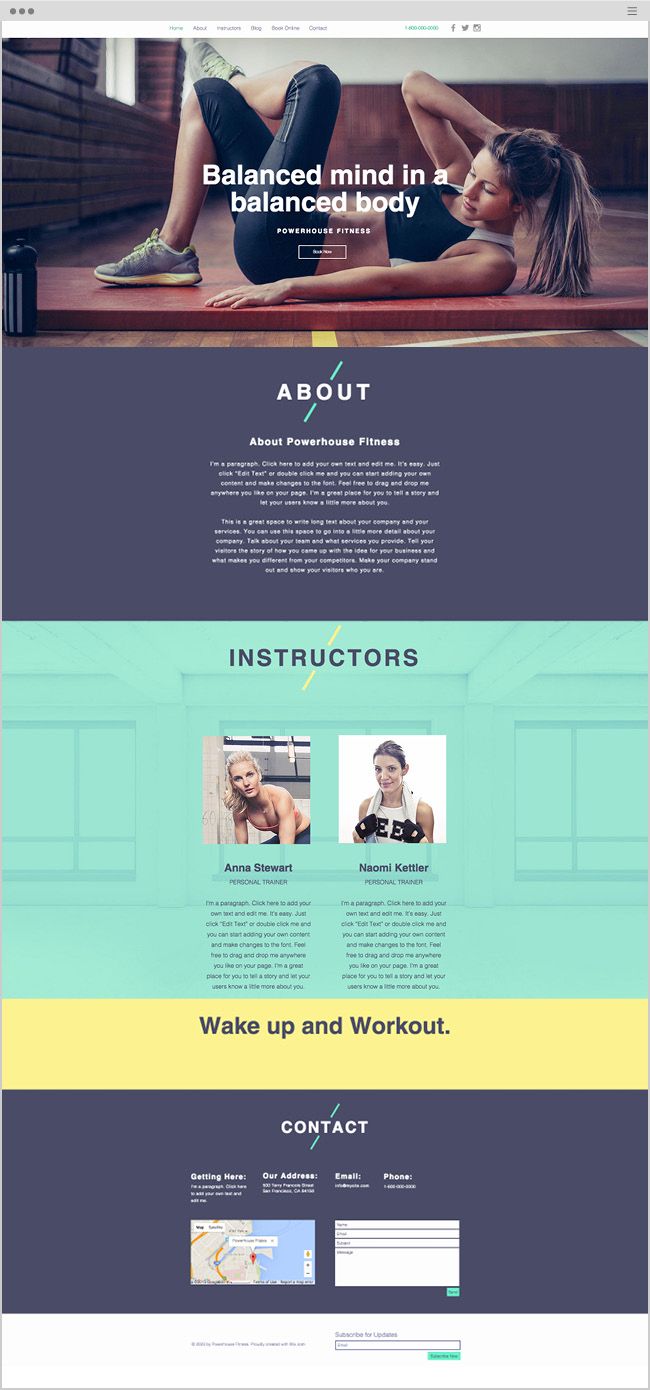 Home About Instructors Blog Book Online Contact 1-800-000-0000
Balanced mind in a
balanced body
POWERHOUSE FITNESS
Book Now
ABOUT
About Powerhouse Fitness
I'm a paragraph. Click here to add your own text and edit me. It's easy. Just
click "Edit Text" or double click me and you can start adding your own
content and make changes to the font. Feel free to drag and drop me
anywhere you like on your page. I'm a great place for you to tell a story and
let your users know a little more about you.
This is a great space to write long text about your company and your
services. You can use this space to go into a little more detail about your
company. Talk about your team and what services you provide. Tell your
visitors the story of how you came up with the idea for your business and
what makes you different from your competitors. Make your company stand
out and show your visitors who you are.
INSTRUCTORS
EE
Anna Stewart
PERSONAL TRAINER
I'm a paragraph. Click here to add your
own text and edit me. It's easy. Just
click "Edit Text" or double click me and
you can start adding your own content
and make changes to the font. Feel
free to drag and drop me anywhere
you like on your page. I'm a great
place for you to tell a story and let your
users know a little more about you.
Naomi Kettler
PERSONAL TRAINER
I'm a paragraph. Click here to add your
own text and edit me. It's easy. Just
click "Edit Text" or double click me and
you can start adding your own content
and make changes to the font. Feel
free to drag and drop me anywhere
you like on your page. I'm a great
place for you to tell a story and let your
users know a little more about you.
Wake up and Workout.
CONTACT
Getting Here:
I'm a paragraph. Click here
to add your own text and
edit me.
Our Address:
500 Terry Francois Street
San Francisco, CA 94158
Email:
info@mysite.com
Phone:
1-800-000-0000
Map Satellite
Powerhouse Fitness
Terms of Use Report a map error
Name
Email
Subject
Message
Send
Subscribe for Updates
© 2023 by Powerhouse Fitness. Proudly created with Wix.com
Email
Subscribe Now